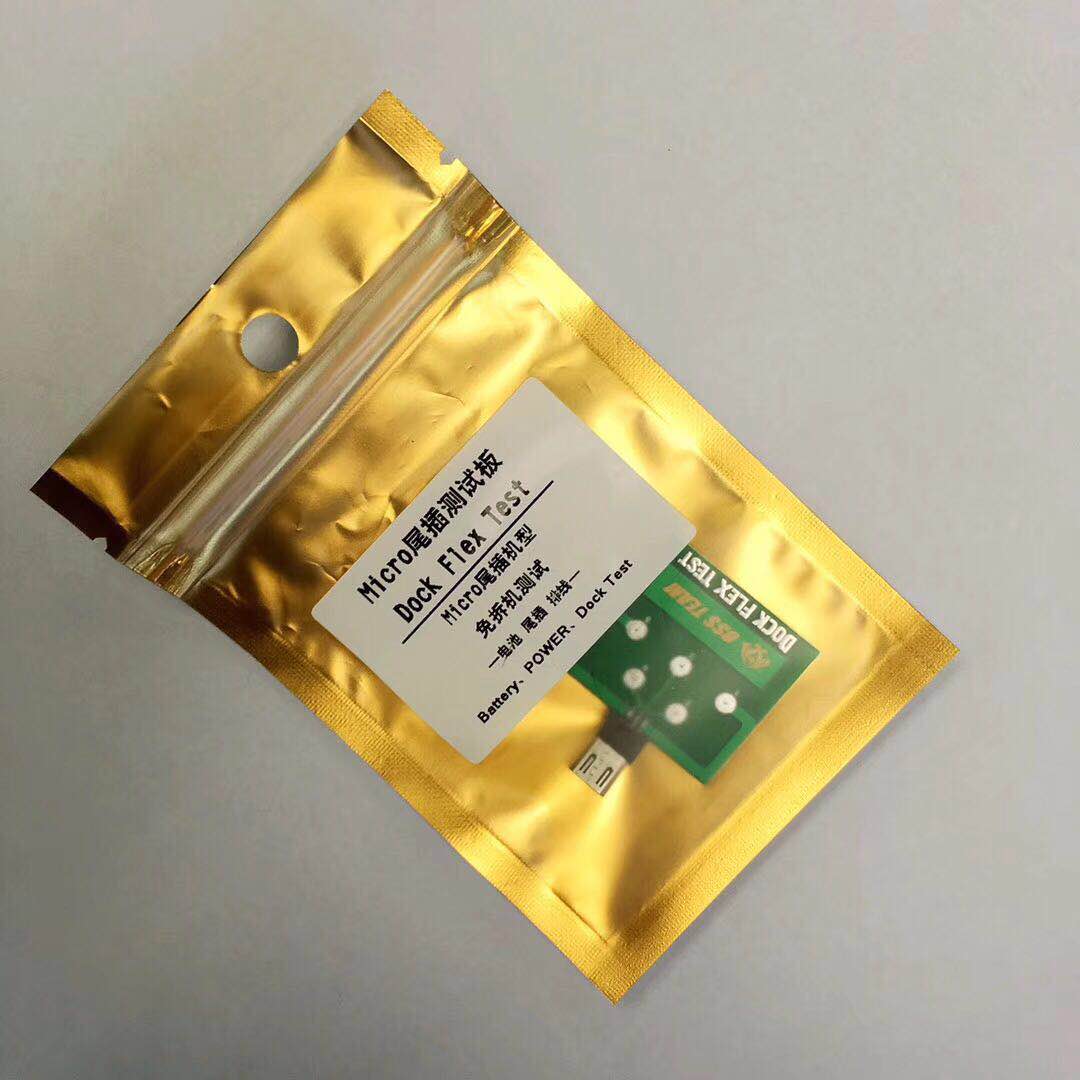 Micro尾插测试板
Dock Flex Test
Micro尾插机型
免拆机测试
—电池 尾插 排线—
Battery、POWER、Dock Test
DOCK FLEX TEST
OSS TEAM